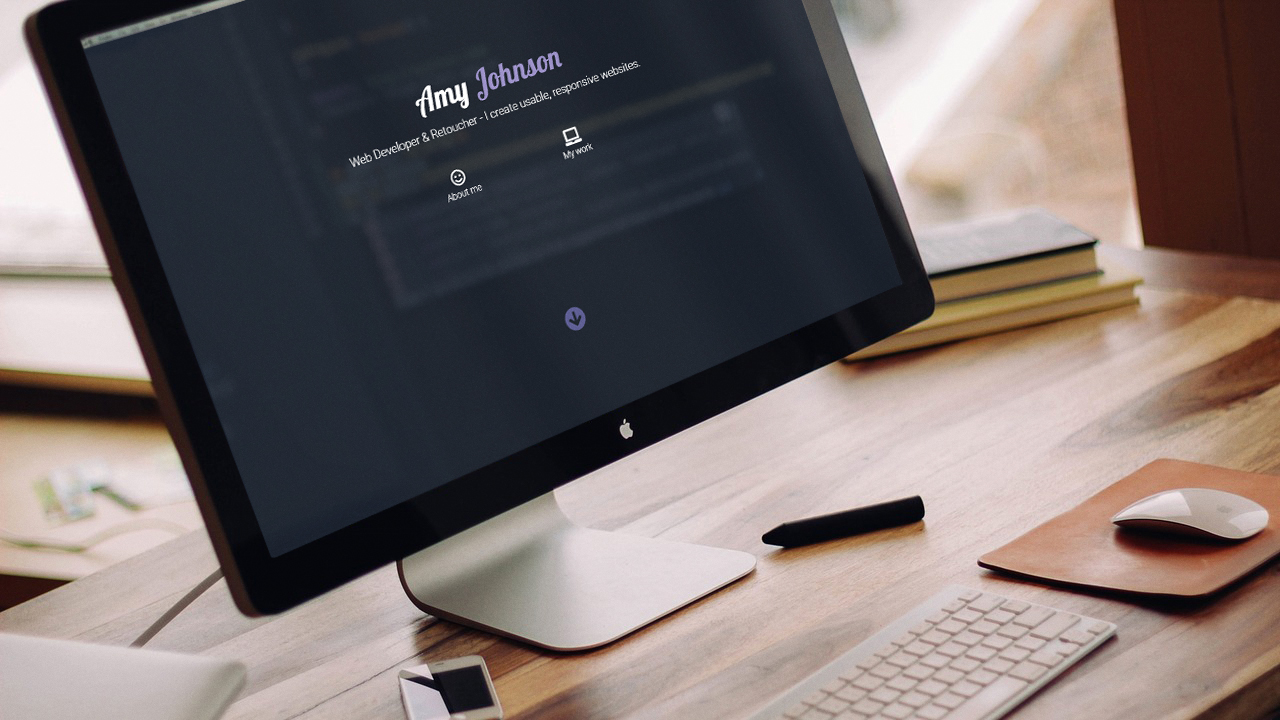 Amy Johnson
Web Developer & Retoucher - I create usable, responsive websites.
About me
My work